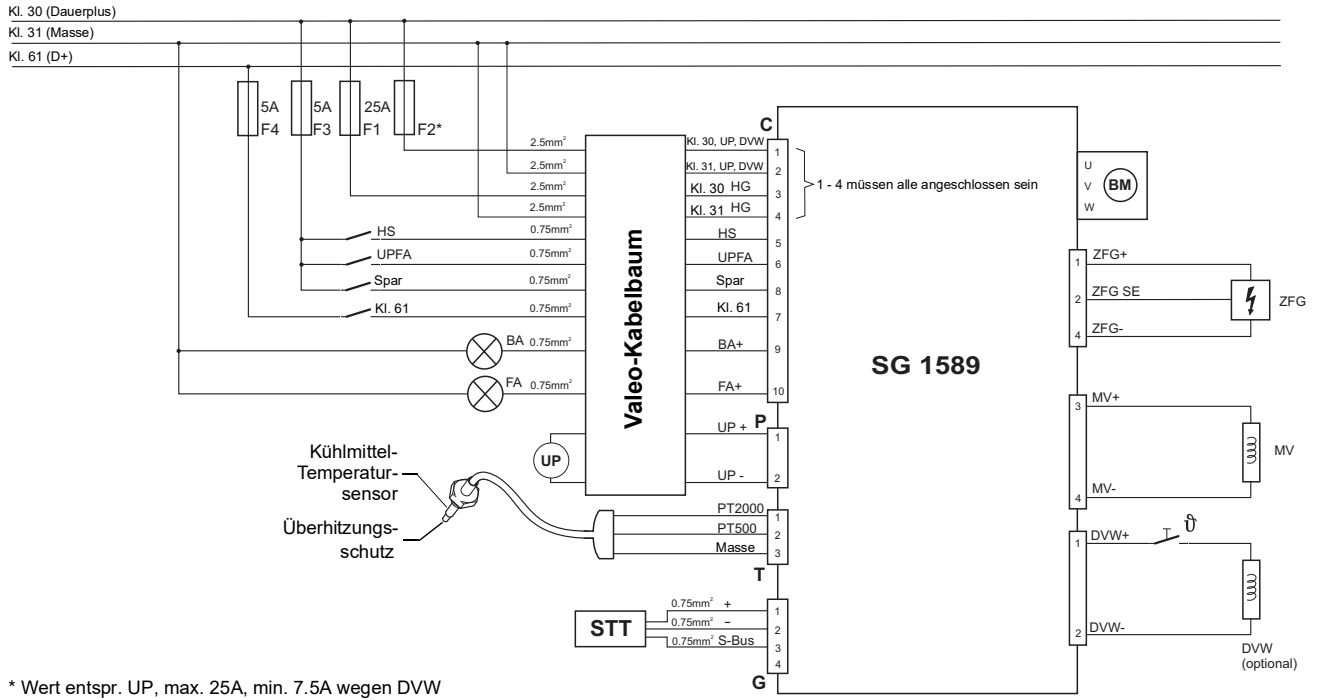 Kl. 30 (Dauerplus)
Kl. 31 (Masse)
Kl. 61 (D+)
5A
F4
5A
F3
25A
F1
F2*
2.5mm²
2.5mm²
2.5mm²
2.5mm²
HS 0.75mm²
UPFA 0.75mm²
Spar 0.75mm²
Kl. 61 0.75mm²
BA 0.75mm²
FA 0.75mm²
UP
Valeo-Kabelbaum
C
Kl. 30, UP, DVW 1
Kl. 31, UP, DVW 2
Kl. 30 HG 3
Kl. 31 HG 4
HS 5
UPFA 6
Spar 8
Kl. 61 7
BA+ 9
FA+ 10
1 - 4 müssen alle angeschlossen sein
P
UP + 1
UP - 2
Kühlmittel-
Temperatur-
sensor
Überhitzungs-
schutz
PT2000 1
PT500 2
Masse 3
T
STT
0.75mm² + 1
0.75mm² – 2
0.75mm² S-Bus 3
4
G
SG 1589
U
V
W
BM
1 ZFG+
2 ZFG SE
4 ZFG-
ZFG
3 MV+
4 MV-
MV
1 DVW+
ϑ
2 DVW-
DVW
(optional)
* Wert entspr. UP, max. 25A, min. 7.5A wegen DVW